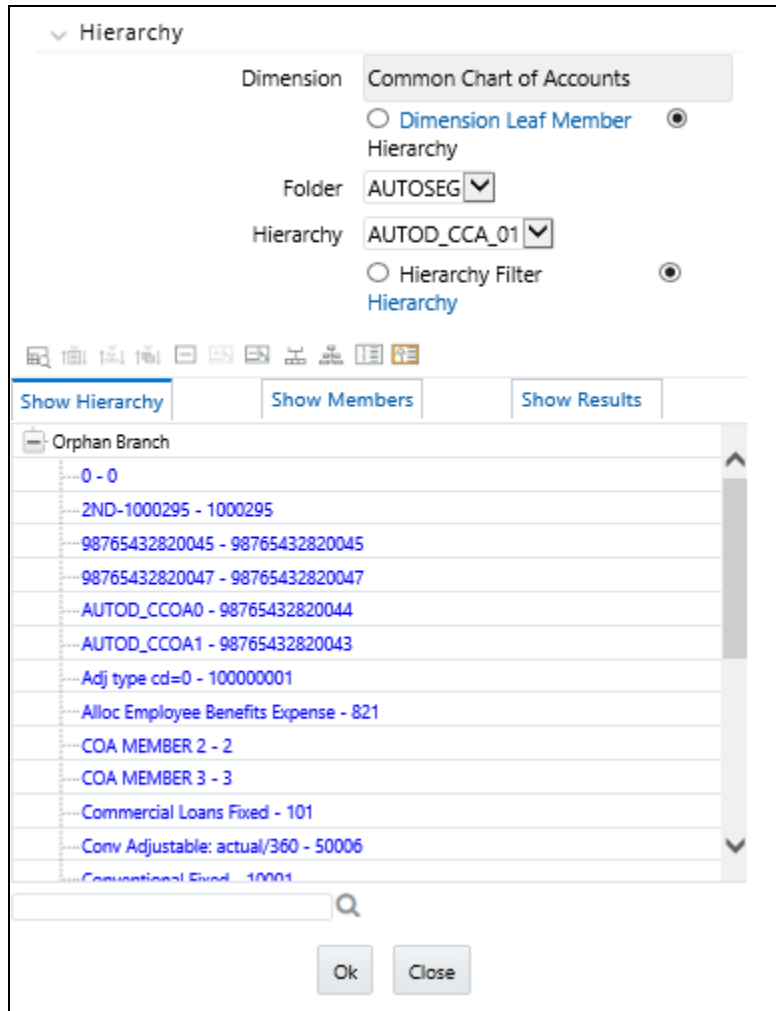 Hierarchy
Dimension Common Chart of Accounts
Dimension Leaf Member
Hierarchy
Folder AUTOSEG
Hierarchy AUTOD_CCA_01
Hierarchy Filter
Hierarchy
Show Hierarchy Show Members Show Results
Orphan Branch
0 - 0
2ND-1000295 - 1000295
98765432820045 - 98765432820045
98765432820047 - 98765432820047
AUTOD_CCOA0 - 98765432820044
AUTOD_CCOA1 - 98765432820043
Adj type cd=0 - 100000001
Alloc Employee Benefits Expense - 821
COA MEMBER 2 - 2
COA MEMBER 3 - 3
Commercial Loans Fixed - 101
Conv Adjustable: actual/360 - 50006
Conventional Fixed - 10001
Ok Close